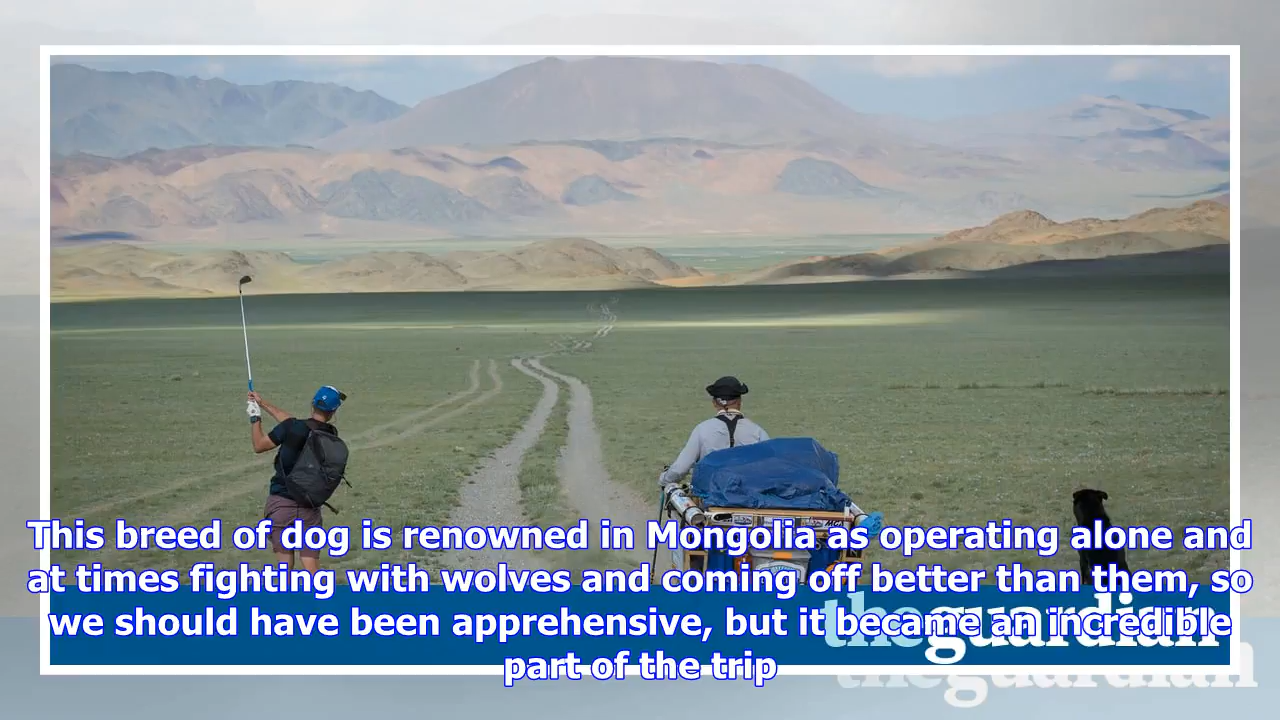 This breed of dog is renowned in Mongolia as operating alone and
at times fighting with wolves and coming off better than them, so
we should have been apprehensive, but it became an incredible
part of the trip
theguardian
theguardian